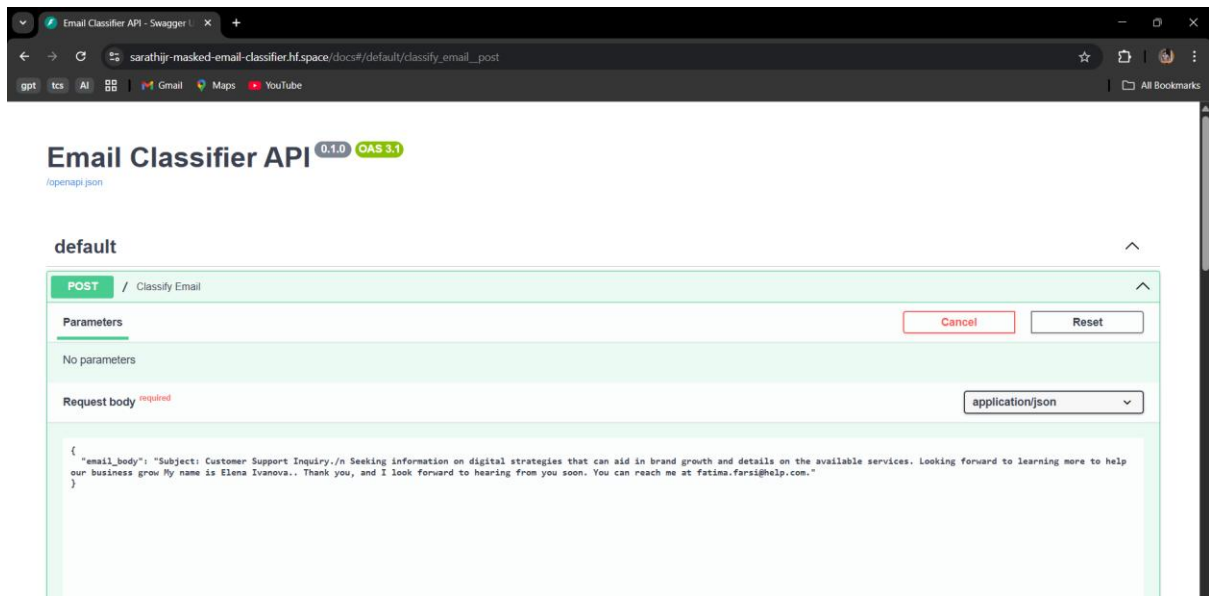 Email Classifier API - Swagger U
sarathijr-masked-email-classifier.hf.space/docs#/default/classify_email__post
gpt tcs AI Gmail Maps YouTube All Bookmarks
Email Classifier API 0.1.0 OAS 3.1
/openapi.json
default
POST / Classify Email
Parameters Cancel Reset
No parameters
Request body required application/json
{
"email_body": "Subject: Customer Support Inquiry./n Seeking information on digital strategies that can aid in brand growth and details on the available services. Looking forward to learning more to help
our business grow My name is Elena Ivanova.. Thank you, and I look forward to hearing from you soon. You can reach me at fatima.farsi@help.com."
}